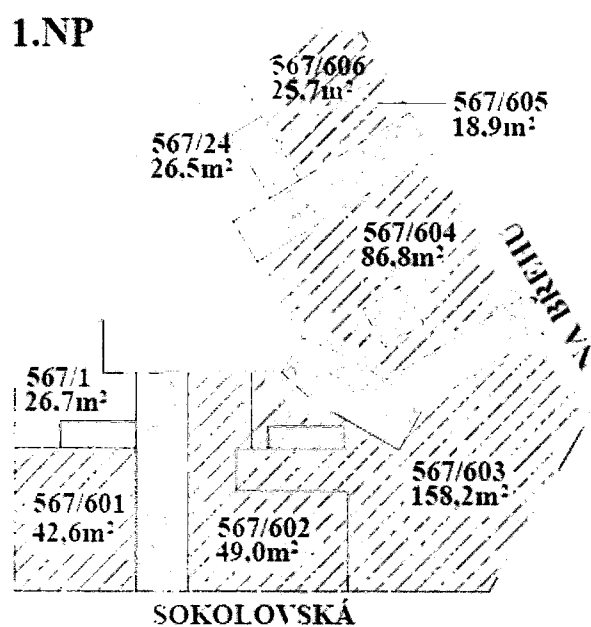 1.NP
567/606
25.7m²
567/605
18.9m²
567/24
26.5m²
567/604
86.8m²
NA BŘEHU
567/1
26.7m²
567/603
158.2m²
567/601
42.6m²
567/602
49.0m²
SOKOLOVSKÁ